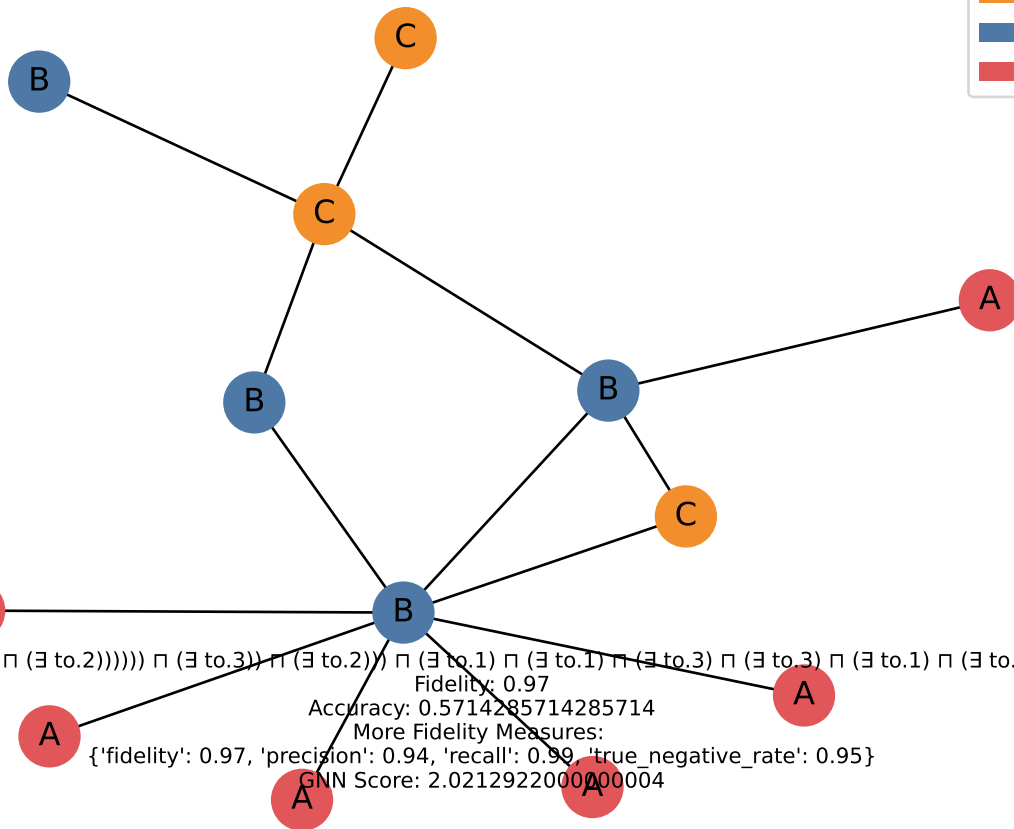 C
B
C
A
B
B
C
B
⊓ (∃ to.2)))))) ⊓ (∃ to.3)) ⊓ (∃ to.2))) ⊓ (∃ to.1) ⊓ (∃ to.1) ⊓ (∃ to.3) ⊓ (∃ to.3) ⊓ (∃ to.1) ⊓ (∃ to.
Fidelity: 0.97
A
Accuracy: 0.5714285714285714
More Fidelity Measures:
A
{'fidelity': 0.97, 'precision': 0.94, 'recall': 0.99, 'true_negative_rate': 0.95}
GNN Score: 2.0212922000000004
A
A